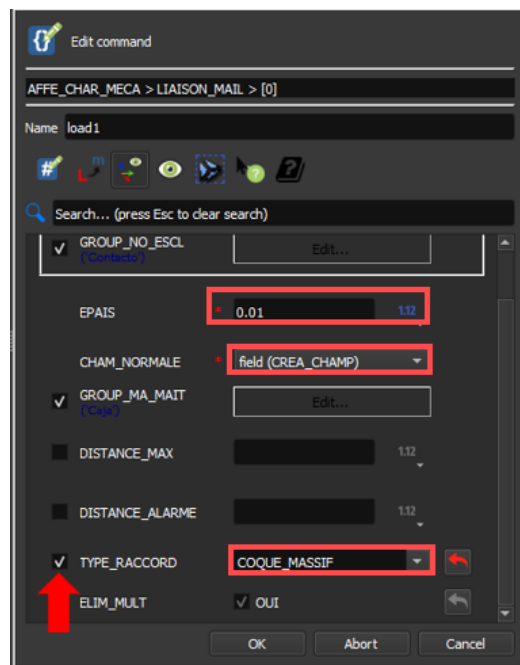 Edit command
AFFE_CHAR_MECA > LIAISON_MAIL > [0]
Name load1
Search... (press Esc to clear search)
GROUP_NO_ESCL
('Contacto')
Edit...
EPAIS * 0.01 1.12
CHAM_NORMALE * field (CREA_CHAMP)
GROUP_MA_MAIT
('Caja')
Edit...
DISTANCE_MAX 1.12
DISTANCE_ALARME 1.12
TYPE_RACCORD COQUE_MASSIF
ELIM_MULT OUI
OK Abort Cancel